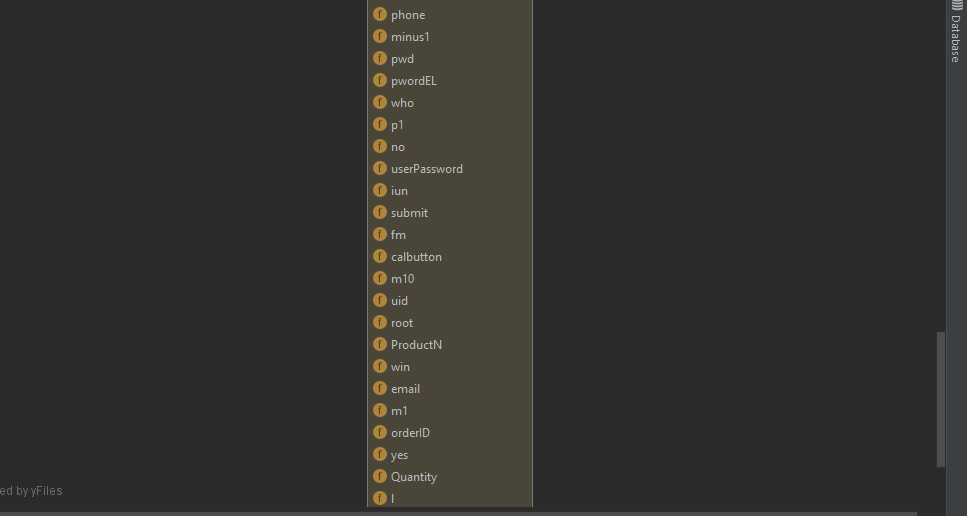 phone
minus1
pwd
pwordEL
who
p1
no
userPassword
iun
submit
fm
calbutton
m10
uid
root
ProductN
win
email
m1
orderID
yes
Quantity
Database
ed by yFiles